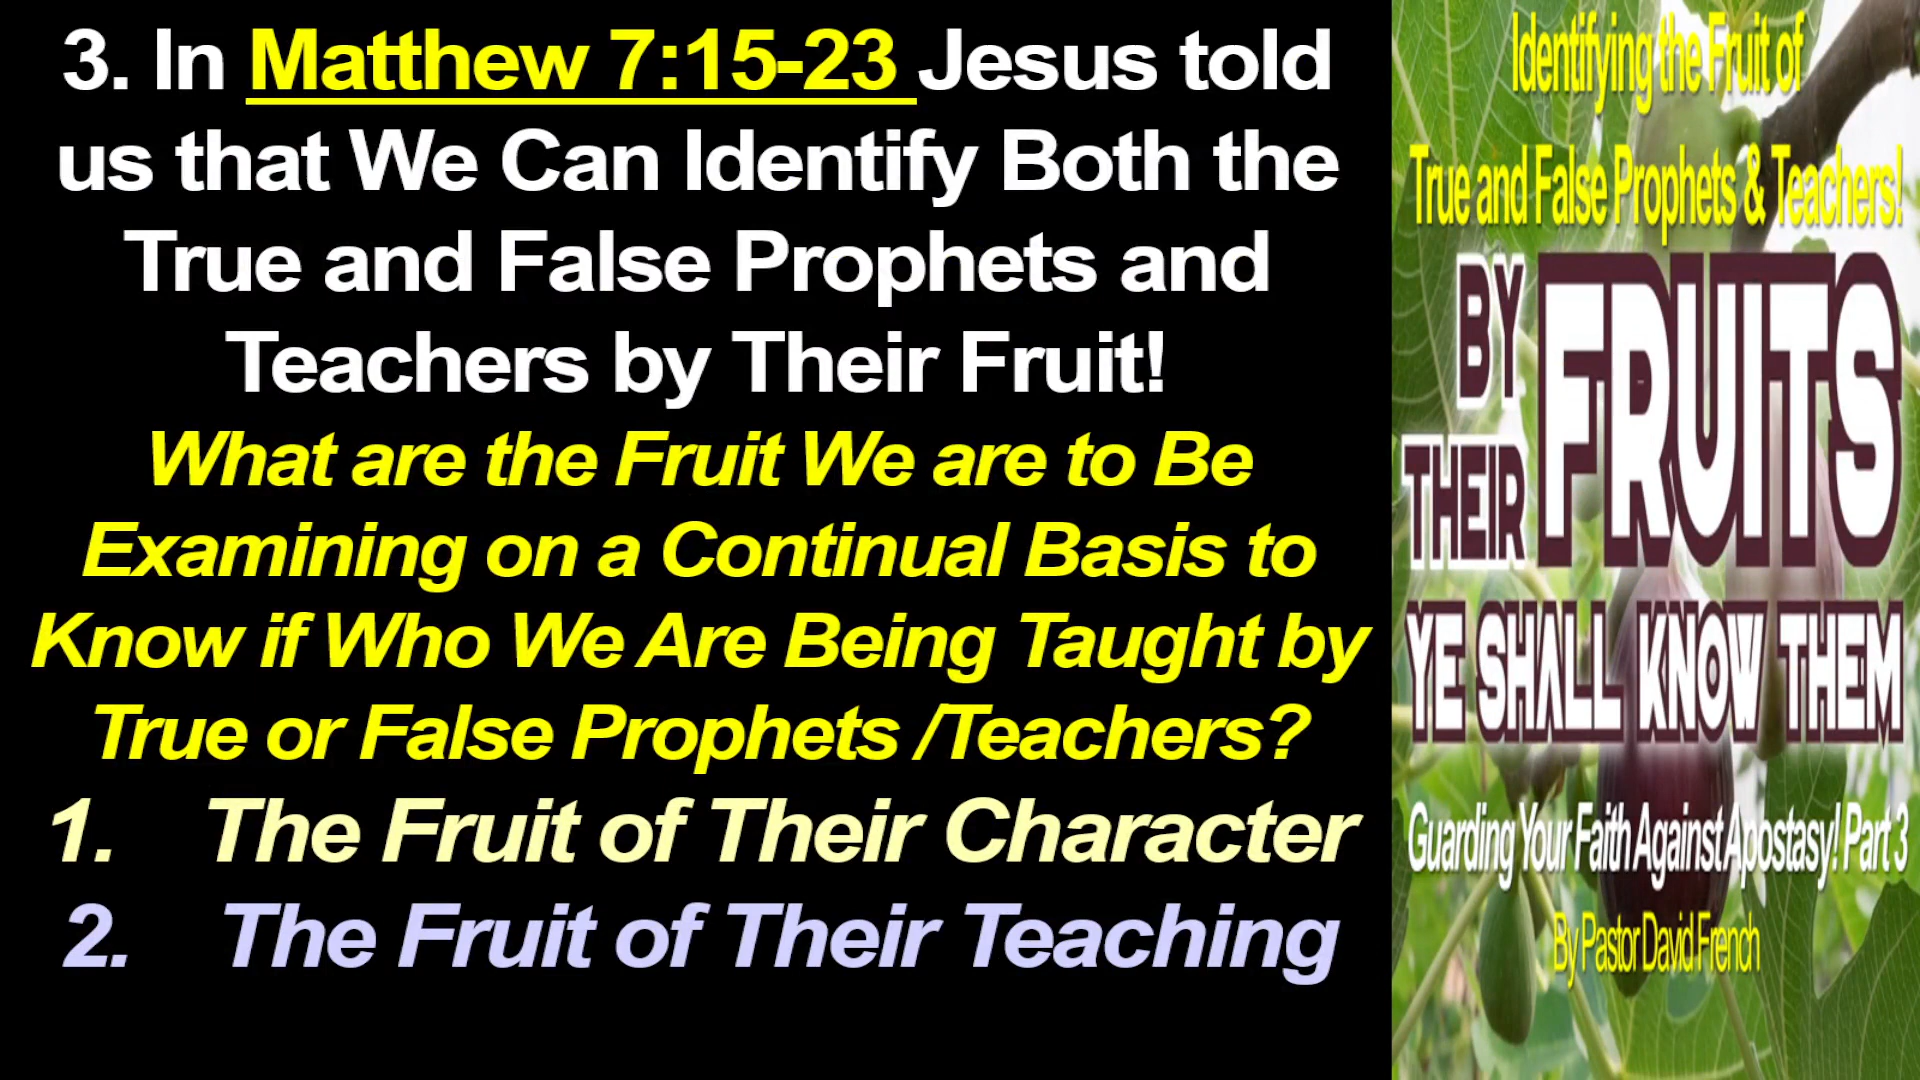 3. In Matthew 7:15-23 Jesus told
us that We Can Identify Both the
True and False Prophets and
Teachers by Their Fruit!
What are the Fruit We are to Be
Examining on a Continual Basis to
Know if Who We Are Being Taught by
True or False Prophets /Teachers?
1. The Fruit of Their Character
2. The Fruit of Their Teaching
Identifying the Fruit of
True and False Prophets & Teachers!
BY
THEIR FRUITS
YE SHALL KNOW THEM
Guarding Your Faith Against Apostasy! Part 3
By Pastor David French